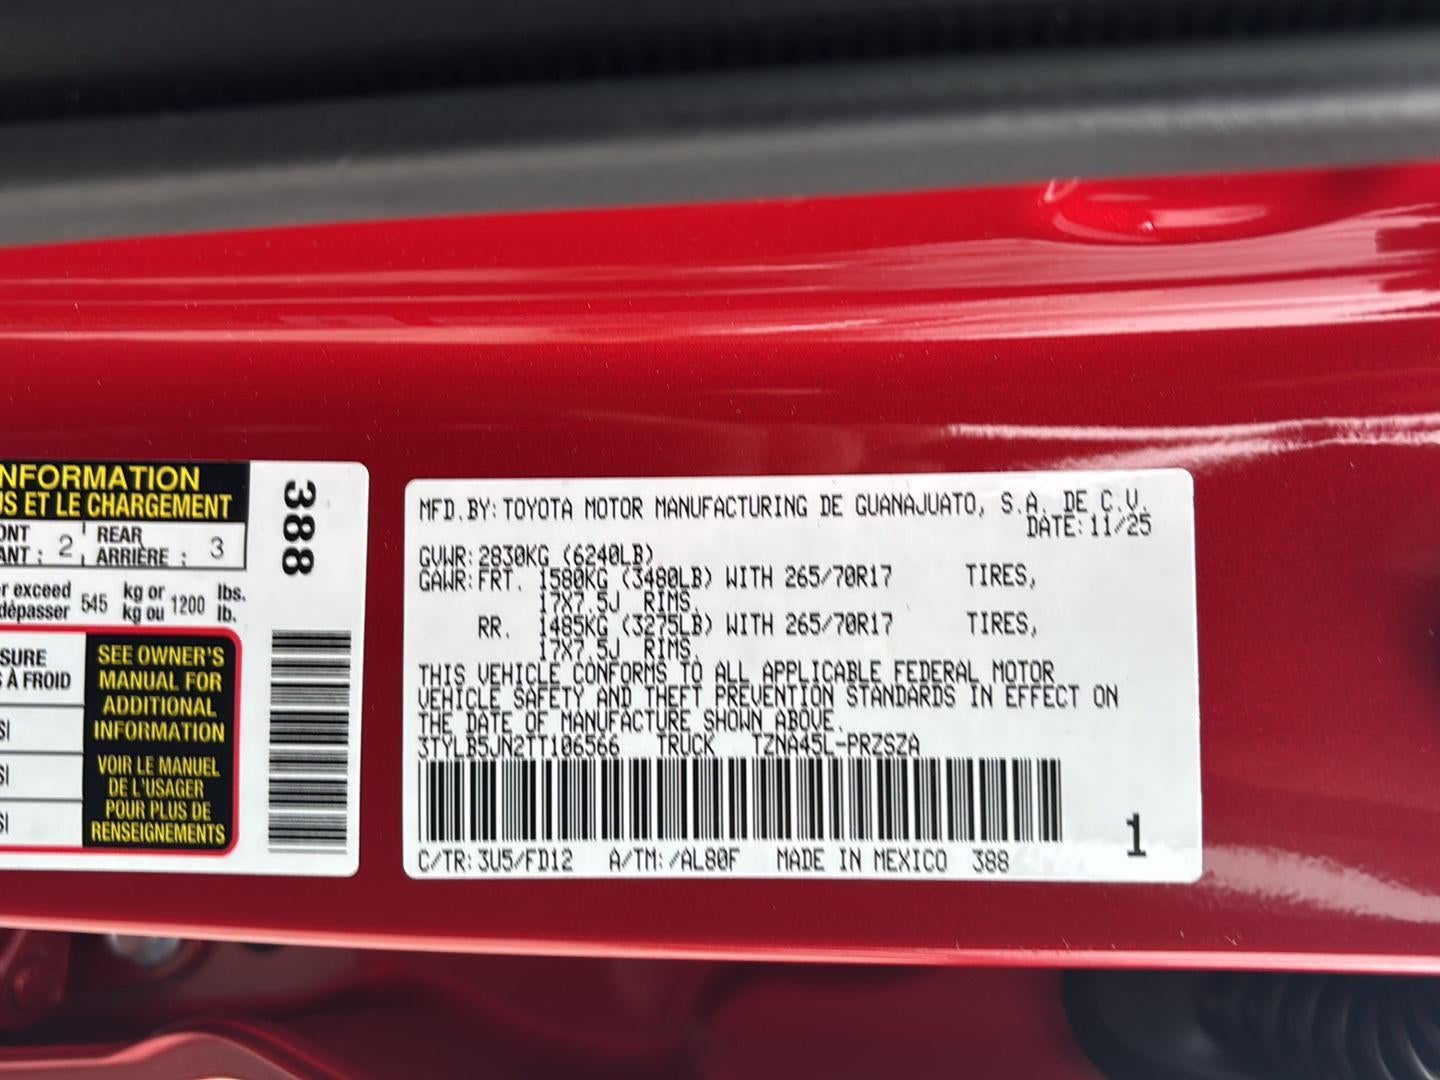 NFORMATION
US ET LE CHARGEMENT
ONT 2 REAR 3
ANT : ARRIÈRE :
r exceed 545 kg or 1200 lbs.
dépasser kg ou lb.
SURE
S À FROID
SI
SI
SI
SEE OWNER'S
MANUAL FOR
ADDITIONAL
INFORMATION
VOIR LE MANUEL
DE L'USAGER
POUR PLUS DE
RENSEIGNEMENTS
388
MFD.BY:TOYOTA MOTOR MANUFACTURING DE GUANAJUATO, S.A. DE C.V.
DATE:11/25
GVWR:2830KG (6240LB)
GAWR:FRT. 1580KG (3480LB) WITH 265/70R17 TIRES,
17X7.5J RIMS.
RR. 1485KG (3275LB) WITH 265/70R17 TIRES,
17X7.5J RIMS.
THIS VEHICLE CONFORMS TO ALL APPLICABLE FEDERAL MOTOR
VEHICLE SAFETY AND THEFT PREVENTION STANDARDS IN EFFECT ON
THE DATE OF MANUFACTURE SHOWN ABOVE.
3TYLB5JN2TT106566 TRUCK TZNA45L-PRZSZA
C/TR:3U5/FD12 A/TM:/AL80F MADE IN MEXICO 388
1